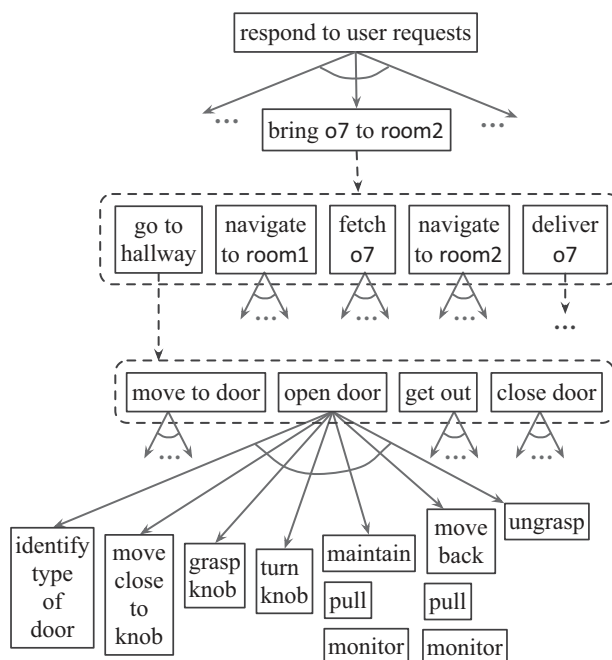 respond to user requests
...
...
bring o7 to room2
go to
hallway
navigate
to room1
fetch
o7
navigate
to room2
deliver
o7
...
...
...
...
move to door
open door
get out
close door
...
...
...
identify
type
of
door
move
close
to
knob
grasp
knob
turn
knob
maintain
pull
monitor
move
back
pull
monitor
ungrasp